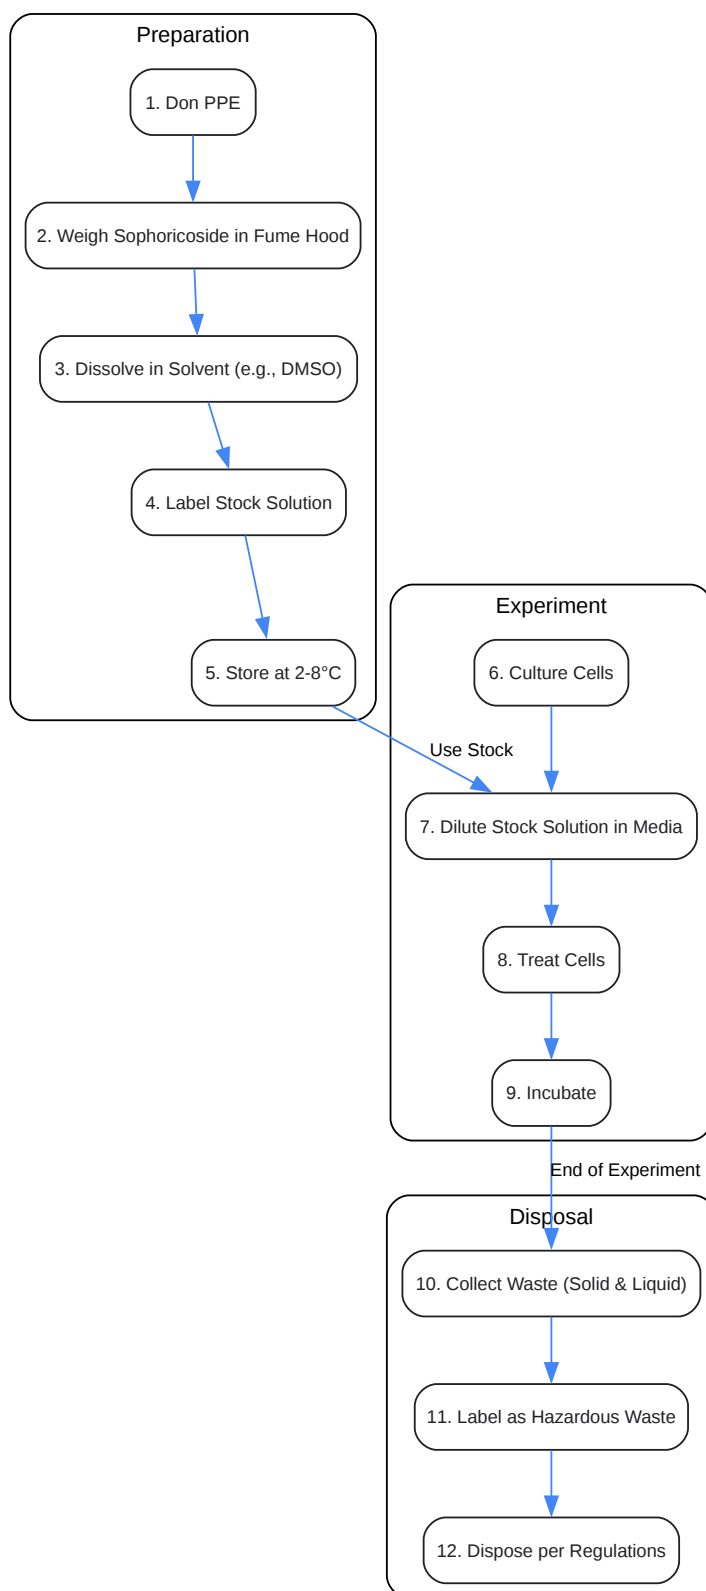 Preparation
1. Don PPE
2. Weigh Sophoricoside in Fume Hood
3. Dissolve in Solvent (e.g., DMSO)
4. Label Stock Solution
5. Store at 2-8°C
Experiment
6. Culture Cells
Use Stock
7. Dilute Stock Solution in Media
8. Treat Cells
9. Incubate
End of Experiment
Disposal
10. Collect Waste (Solid & Liquid)
11. Label as Hazardous Waste
12. Dispose per Regulations